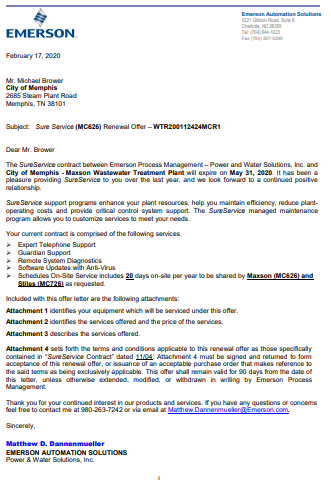 EMERSON
Emerson Automation Solutions
5121 Gibbon Road, Suite K
Charlotte, NC 28269
Tel: (704)
Fax (704)
February 17, 2020
Mr. Michael Brower
City of Memphis
2685 Steam Plant Road
Memphis, TN 38101
Subject: Sure Service (MC626) Renewal Offer – WTR200112424MCR1
Dear Mr. Brower
The SureService contract between Emerson Process Management – Power and Water Solutions, Inc. and
City of Memphis - Maxson Wastewater Treatment Plant will expire on May 31, 2020. It has been a
pleasure providing SureService to you over the last year, and we look forward to a continued positive
relationship.
SureService support programs enhance your plant resources, help you maintain efficiency, reduce plant-
operating costs and provide critical control system support. The SureService managed maintenance
program allows you to customize services to meet your needs.
Your current contract is comprised of the following services.
➢ Expert Telephone Support
➢ Guardian Support
➢ Remote System Diagnostics
➢ Software Updates with Anti-Virus
➢ Schedules On-Site Service includes 20 days on-site per year to be shared by Maxson (MC626) and
Stiles (MC726) as requested.
Included with this offer letter are the following attachments:
Attachment 1 identifies your equipment which will be serviced under this offer.
Attachment 2 identifies the services offered and the price of the services.
Attachment 3 describes the services offered.
Attachment 4 sets forth the terms and conditions applicable to this renewal offer as those specifically
contained in "SureService Contract" dated 11/04. Attachment 4 must be signed and returned to form
acceptance of this renewal offer, or issuance of an acceptable purchase order that makes reference to
the said terms as being exclusively applicable. This offer shall remain valid for 90 days from the date of
this letter, unless otherwise extended, modified, or withdrawn in writing by Emerson Process
Management.
Thank you for your continued interest in our products and services. If you have any questions or concerns
feel free to contact me at 980-263-7242 or via email at Matthew.Dannenmueller@Emerson.com.
Sincerely,
Matthew D. Dannenmueller
EMERSON AUTOMATION SOLUTIONS
Power & Water Solutions, Inc.
1